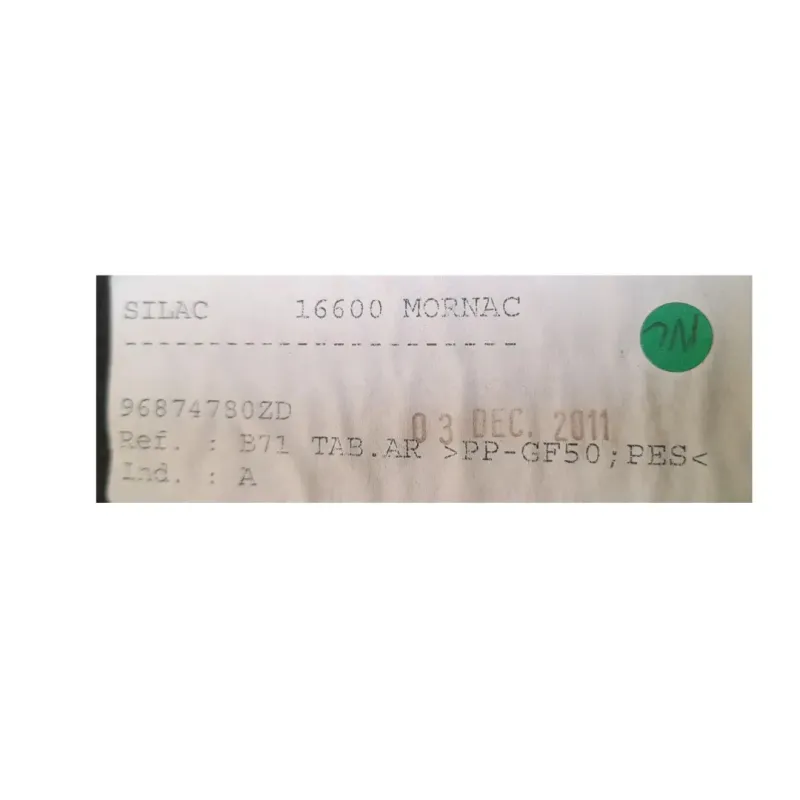 SILAC 16600 MORNAC
-----------------------
96874780ZD
03 DEC. 2011
Ref. : B71 TAB.AR >PP-GF50;PES<
Ind. : A